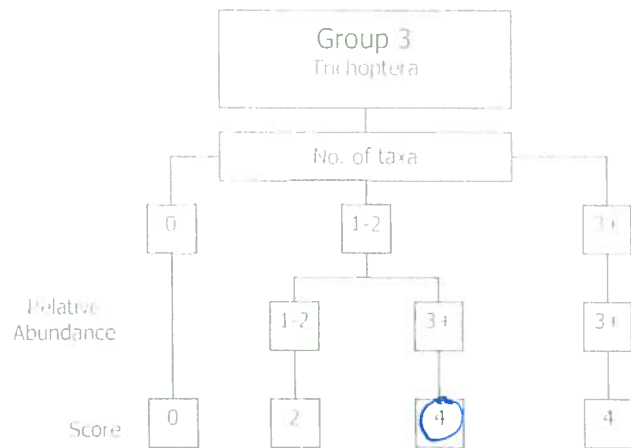 Group 3
Trichoptera
No. of taxa
0 1-2 3+
Relative
Abundance
1-2 3+ 3+
Score 0 2 4 4